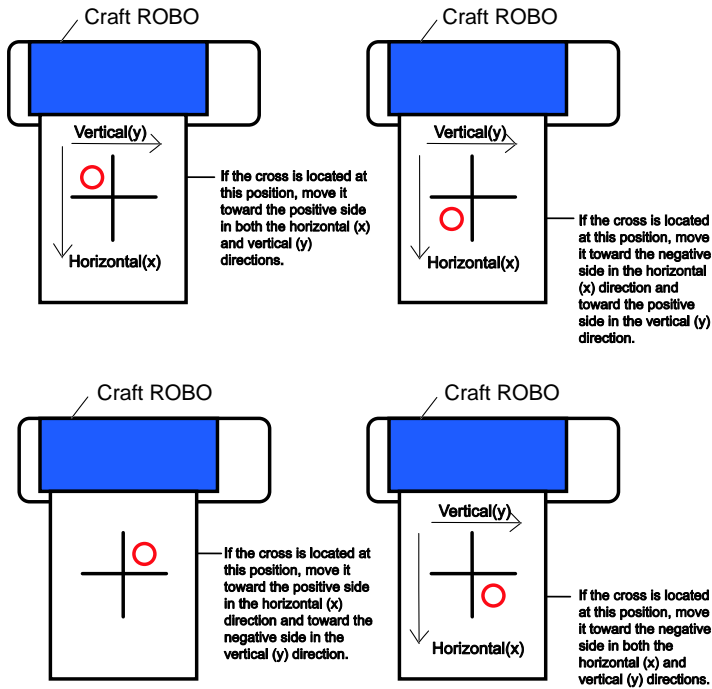 Craft ROBO
Vertical(y)
Horizontal(x)
If the cross is located at
this position, move it
toward the positive side
in both the horizontal (x)
and vertical (y)
directions.
Craft ROBO
Vertical(y)
Horizontal(x)
If the cross is located
at this position, move
it toward the negative
side in the horizontal
(x) direction and
toward the positive
side in the vertical (y)
direction.
Craft ROBO
If the cross is located at
this position, move it
toward the positive side
in the horizontal (x)
direction and toward the
negative side in the
vertical (y) direction.
Craft ROBO
Vertical(y)
Horizontal(x)
If the cross is located
at this position, move
it toward the negative
side in both the
horizontal (x) and
vertical (y) directions.